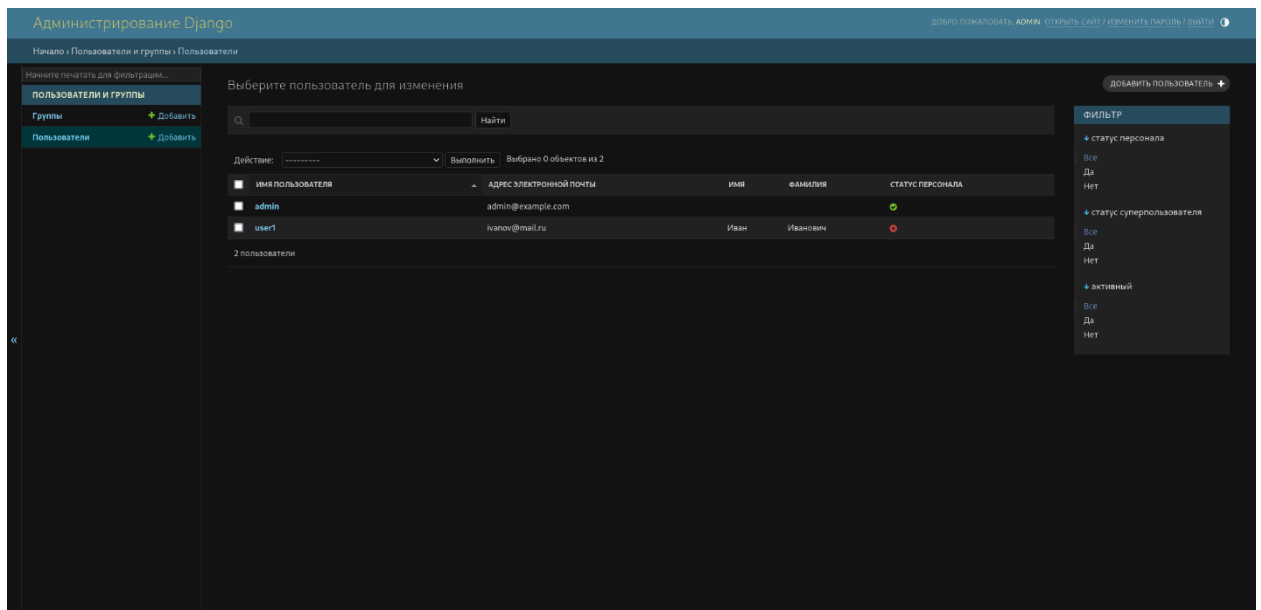 Администрирование Django
ДОБРО ПОЖАЛОВАТЬ, ADMIN. ОТКРЫТЬ САЙТ / ИЗМЕНИТЬ ПАРОЛЬ / ВЫЙТИ
Начало › Пользователи и группы › Пользователи
Начните печатать для фильтрации...
ПОЛЬЗОВАТЕЛИ И ГРУППЫ
Группы + Добавить
Пользователи + Добавить
«
Выберите пользователь для изменения
ДОБАВИТЬ ПОЛЬЗОВАТЕЛЬ +
Найти
Действие: --------- Выполнить Выбрано 0 объектов из 2
ИМЯ ПОЛЬЗОВАТЕЛЯ АДРЕС ЭЛЕКТРОННОЙ ПОЧТЫ ИМЯ ФАМИЛИЯ СТАТУС ПЕРСОНАЛА
admin admin@example.com
user1 ivanov@mail.ru Иван Иванович
2 пользователи
ФИЛЬТР
↓ статус персонала
Все
Да
Нет
↓ статус суперпользователя
Все
Да
Нет
↓ активный
Все
Да
Нет